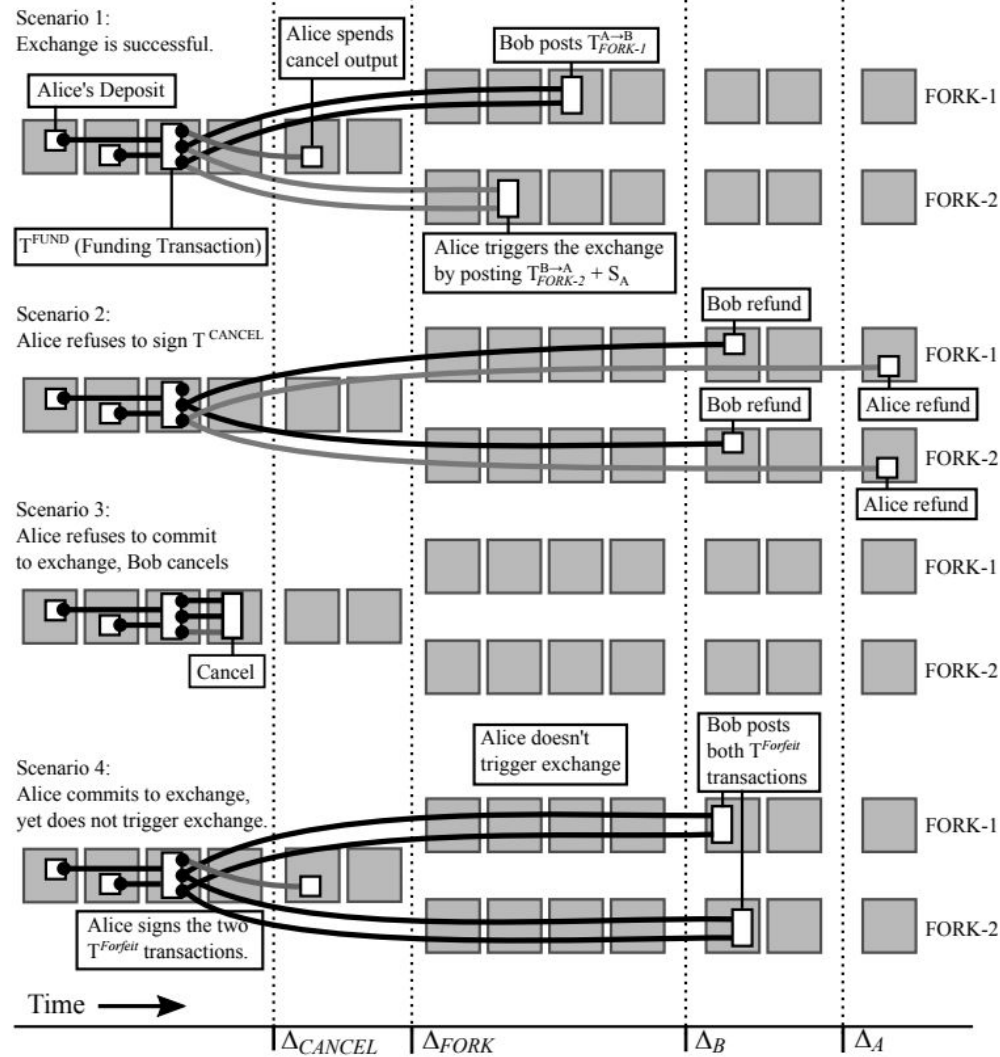 Scenario 1:
Exchange is successful.
Alice's Deposit
Alice spends
cancel output
Bob posts T^{A→B}_{FORK-1}
FORK-1
FORK-2
T^{FUND} (Funding Transaction)
Alice triggers the exchange
by posting T^{B→A}_{FORK-2} + S_A
Scenario 2:
Alice refuses to sign T^{CANCEL}
Bob refund
FORK-1
Alice refund
Bob refund
FORK-2
Alice refund
Scenario 3:
Alice refuses to commit
to exchange, Bob cancels
FORK-1
Cancel
FORK-2
Scenario 4:
Alice commits to exchange,
yet does not trigger exchange.
Alice doesn't
trigger exchange
Bob posts
both T^{Forfeit}
transactions
FORK-1
Alice signs the two
T^{Forfeit} transactions.
FORK-2
Time
Δ_{CANCEL}
Δ_{FORK}
Δ_B
Δ_A